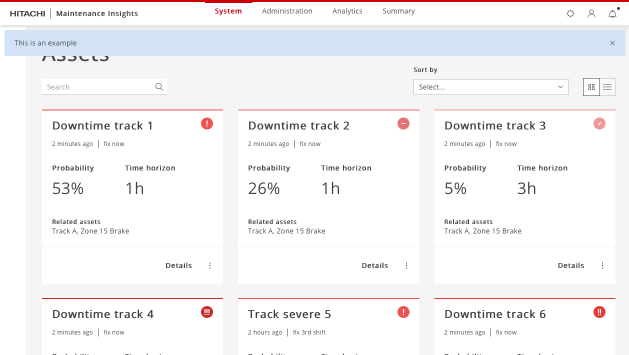 HITACHI Maintenance Insights System Administration Analytics Summary
This is an example
Assets
Sort by
Search Select...
Downtime track 1 Downtime track 2 Downtime track 3
2 minutes ago fix now 2 minutes ago fix now 2 minutes ago fix now
Probability Time horizon Probability Time horizon Probability Time horizon
53% 1h 26% 1h 5% 3h
Related assets Related assets Related assets
Track A, Zone 15 Brake Track A, Zone 15 Brake Track A, Zone 15 Brake
Details Details Details
Downtime track 4 Track severe 5 Downtime track 6
2 minutes ago fix now 2 hours ago fix 3rd shift 2 minutes ago fix now